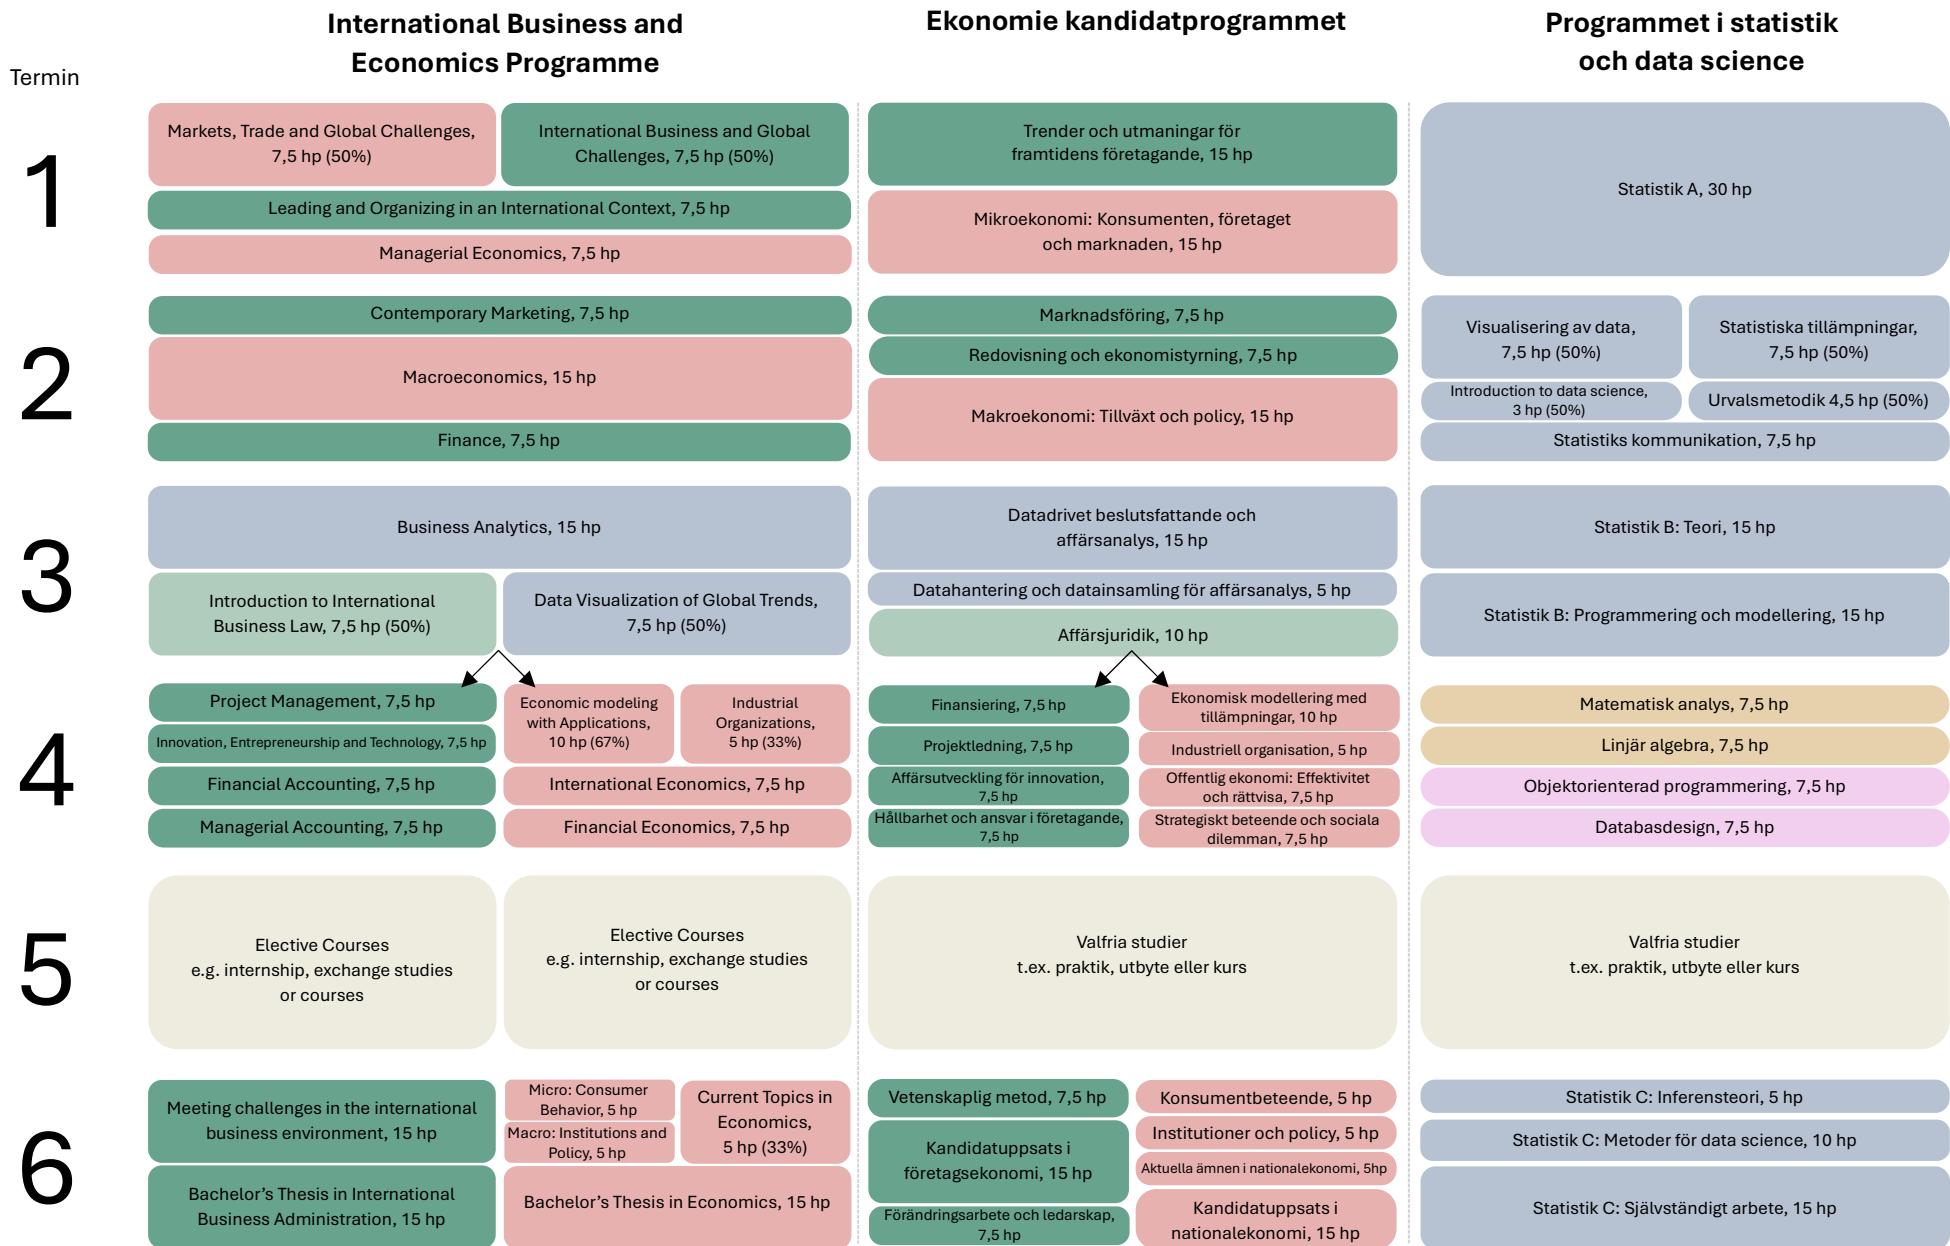 International Business and
Economics Programme
Ekonomie kandidatprogrammet
Programmet i statistik
och data science
Termin
1
Markets, Trade and Global Challenges,
7,5 hp (50%)
International Business and Global
Challenges, 7,5 hp (50%)
Leading and Organizing in an International Context, 7,5 hp
Managerial Economics, 7,5 hp
Trender och utmaningar för
framtidens företagande, 15 hp
Mikroekonomi: Konsumenten, företaget
och marknaden, 15 hp
Statistik A, 30 hp
2
Contemporary Marketing, 7,5 hp
Macroeconomics, 15 hp
Finance, 7,5 hp
Marknadsföring, 7,5 hp
Redovisning och ekonomistyrning, 7,5 hp
Makroekonomi: Tillväxt och policy, 15 hp
Visualisering av data,
7,5 hp (50%)
Statistiska tillämpningar,
7,5 hp (50%)
Introduction to data science,
3 hp (50%)
Urvalsmetodik 4,5 hp (50%)
Statistiks kommunikation, 7,5 hp
3
Business Analytics, 15 hp
Introduction to International
Business Law, 7,5 hp (50%)
Data Visualization of Global Trends,
7,5 hp (50%)
Datadrivet beslutsfattande och
affärsanalys, 15 hp
Datahantering och datainsamling för affärsanalys, 5 hp
Affärsjuridik, 10 hp
Statistik B: Teori, 15 hp
Statistik B: Programmering och modellering, 15 hp
4
Project Management, 7,5 hp
Innovation, Entrepreneurship and Technology, 7,5 hp
Financial Accounting, 7,5 hp
Managerial Accounting, 7,5 hp
Economic modeling
with Applications,
10 hp (67%)
Industrial
Organizations,
5 hp (33%)
International Economics, 7,5 hp
Financial Economics, 7,5 hp
Finansiering, 7,5 hp
Projektledning, 7,5 hp
Affärsutveckling för innovation,
7,5 hp
Hållbarhet och ansvar i företagande,
7,5 hp
Ekonomisk modellering med
tillämpningar, 10 hp
Industriell organisation, 5 hp
Offentlig ekonomi: Effektivitet
och rättvisa, 7,5 hp
Strategiskt beteende och sociala
dilemman, 7,5 hp
Matematisk analys, 7,5 hp
Linjär algebra, 7,5 hp
Objektorienterad programmering, 7,5 hp
Databasdesign, 7,5 hp
5
Elective Courses
e.g. internship, exchange studies
or courses
Elective Courses
e.g. internship, exchange studies
or courses
Valfria studier
t.ex. praktik, utbyte eller kurs
Valfria studier
t.ex. praktik, utbyte eller kurs
6
Meeting challenges in the international
business environment, 15 hp
Bachelor’s Thesis in International
Business Administration, 15 hp
Micro: Consumer
Behavior, 5 hp
Macro: Institutions and
Policy, 5 hp
Current Topics in
Economics,
5 hp (33%)
Bachelor’s Thesis in Economics, 15 hp
Vetenskaplig metod, 7,5 hp
Kandidatuppsats i
företagsekonomi, 15 hp
Förändringsarbete och ledarskap,
7,5 hp
Konsumentbeteende, 5 hp
Institutioner och policy, 5 hp
Aktuella ämnen i nationalekonomi, 5hp
Kandidatuppsats i
nationalekonomi, 15 hp
Statistik C: Inferensteori, 5 hp
Statistik C: Metoder för data science, 10 hp
Statistik C: Självständigt arbete, 15 hp